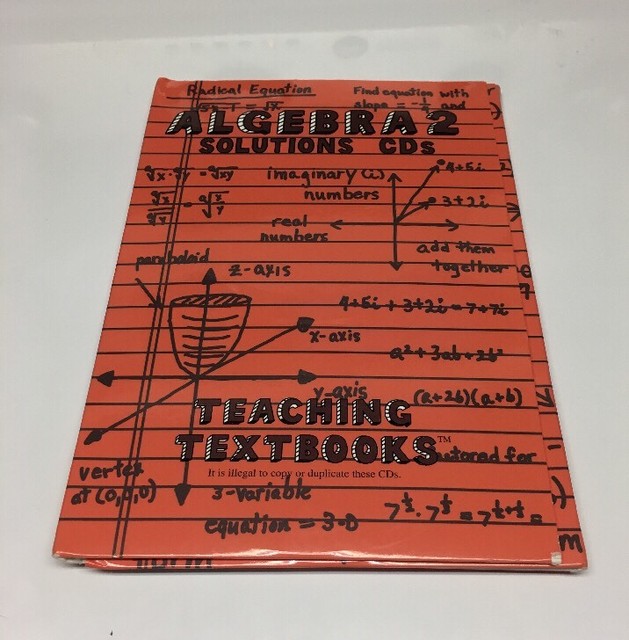 Radical Equation
Find equation with
slope = -1/2 and
ALGEBRA 2
SOLUTIONS CDs
imaginary (i)
numbers
4+5i
3+2i
real
numbers
add them
together
paraboloid
z-axis
4+5i + 3+2i = 7+7i
x-axis
a² + 3ab + 2b²
y-axis
(a+2b)(a+b)
TEACHING
TEXTBOOKS™
factored for
It is illegal to copy or duplicate these CDs.
vertex
at (0,0,0)
3-variable
equation = 3-D